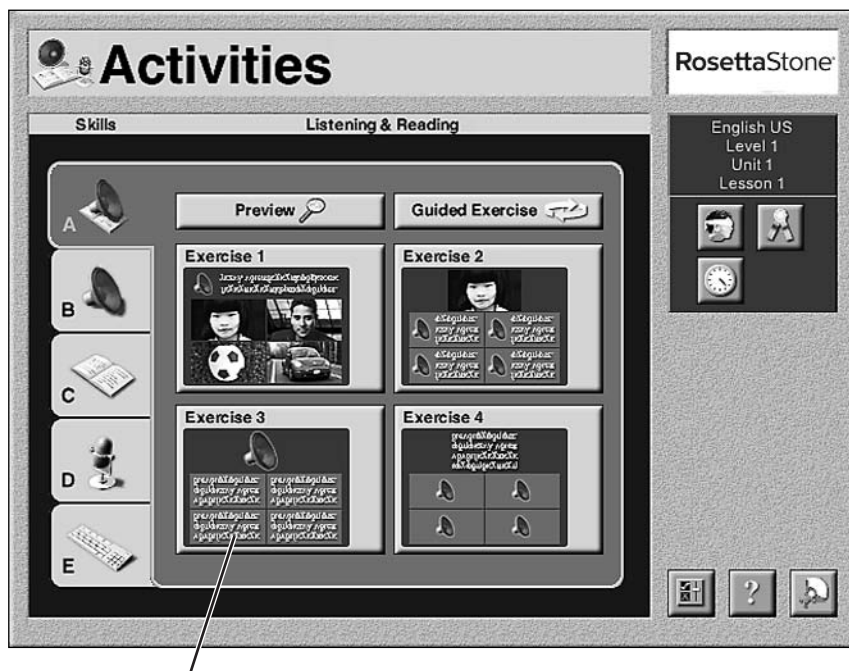 Activities
RosettaStone
Skills
Listening & Reading
English US
Level 1
Unit 1
Lesson 1
A
Preview
Guided Exercise
Exercise 1
Exercise 2
B
C
Exercise 3
Exercise 4
D
E
?